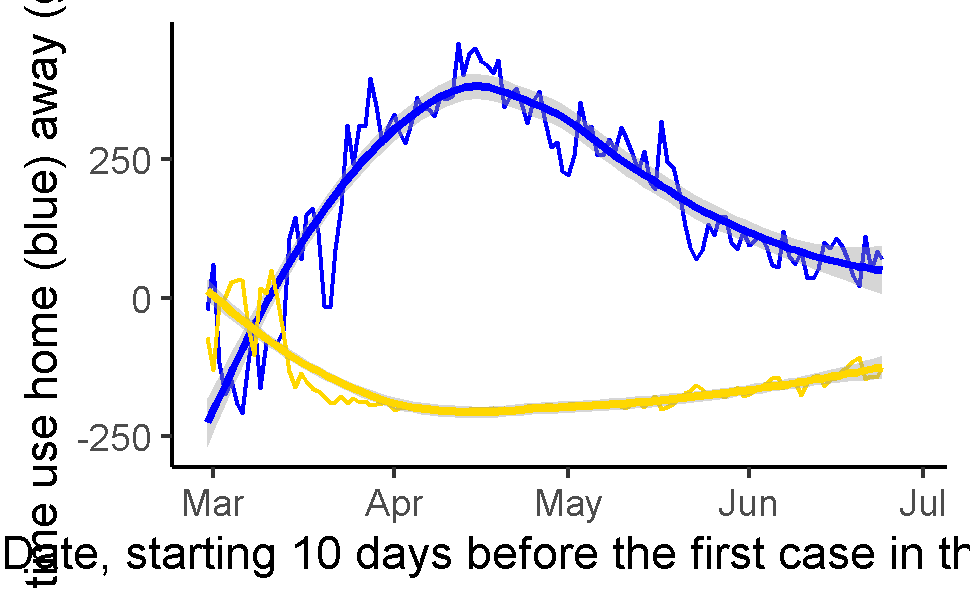 time use home (blue) away (
250
0
-250
Mar Apr May Jun Jul
Date, starting 10 days before the first case in th